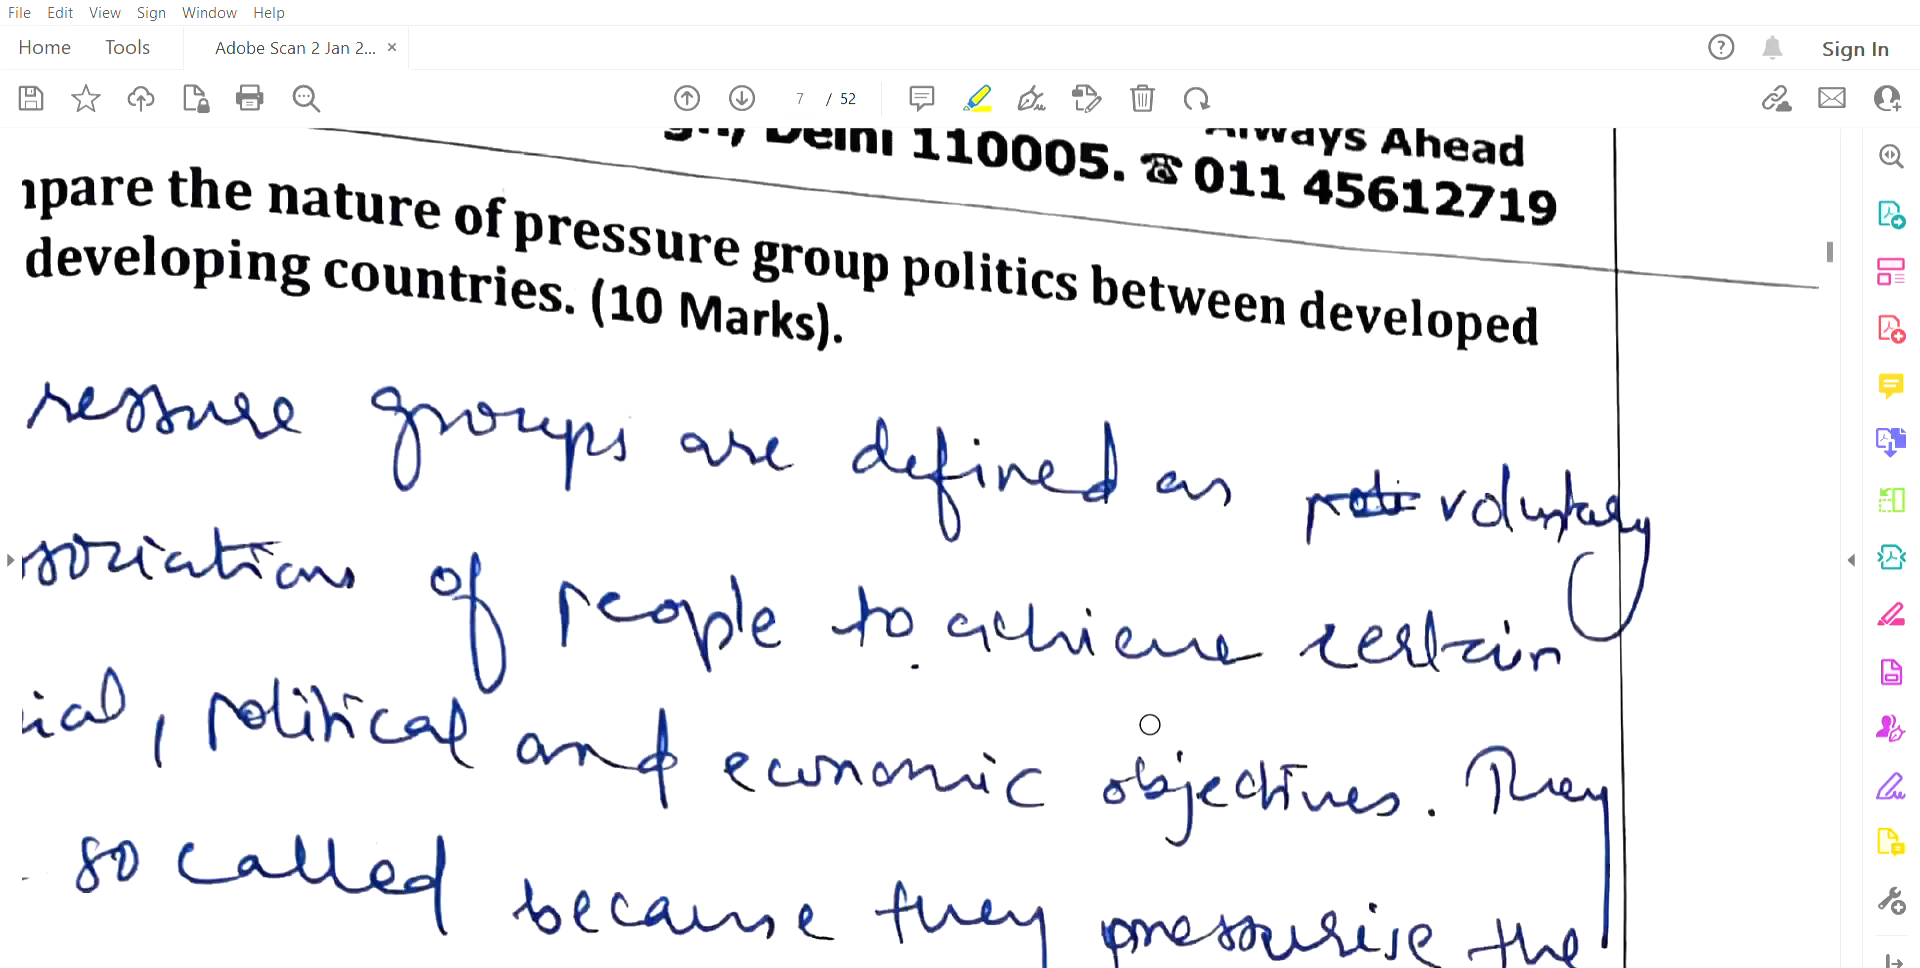 File Edit View Sign Window Help
Home Tools Adobe Scan 2 Jan 2... × Sign In
7 / 52
Delhi 110005. ☎ 011 45612719
Always Ahead
pare the nature of pressure group politics between developed
developing countries. (10 Marks).
ressure groups are defined as voluntary
sociations of people to achieve certain
ial, political and economic objectives. They
so called because they pressurise the